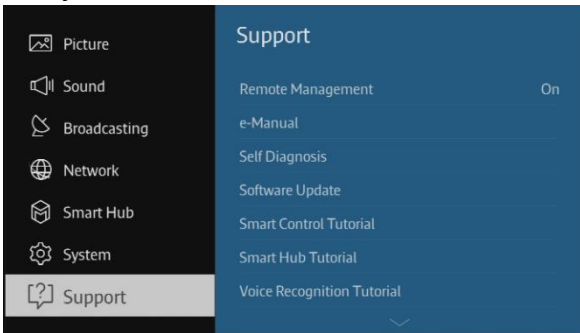 Picture
Sound
Broadcasting
Network
Smart Hub
System
[?] Support
Support
Remote Management On
e-Manual
Self Diagnosis
Software Update
Smart Control Tutorial
Smart Hub Tutorial
Voice Recognition Tutorial